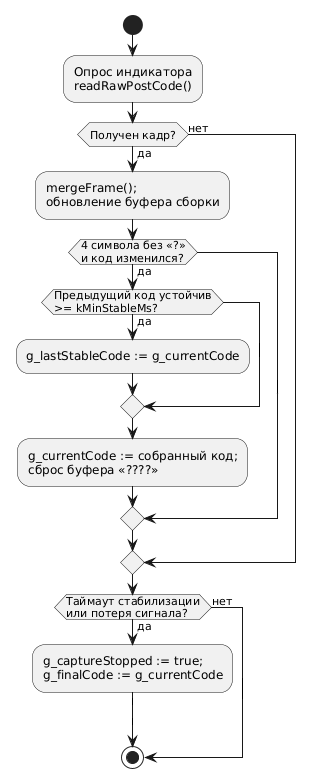 Опрос индикатора
readRawPostCode()
Получен кадр?
нет
да
mergeFrame();
обновление буфера сборки
4 символа без «?»
и код изменился?
да
Предыдущий код устойчив
>= kMinStableMs?
да
g_lastStableCode := g_currentCode
g_currentCode := собранный код;
сброс буфера «????»
Таймаут стабилизации
или потеря сигнала?
нет
да
g_captureStopped := true;
g_finalCode := g_currentCode